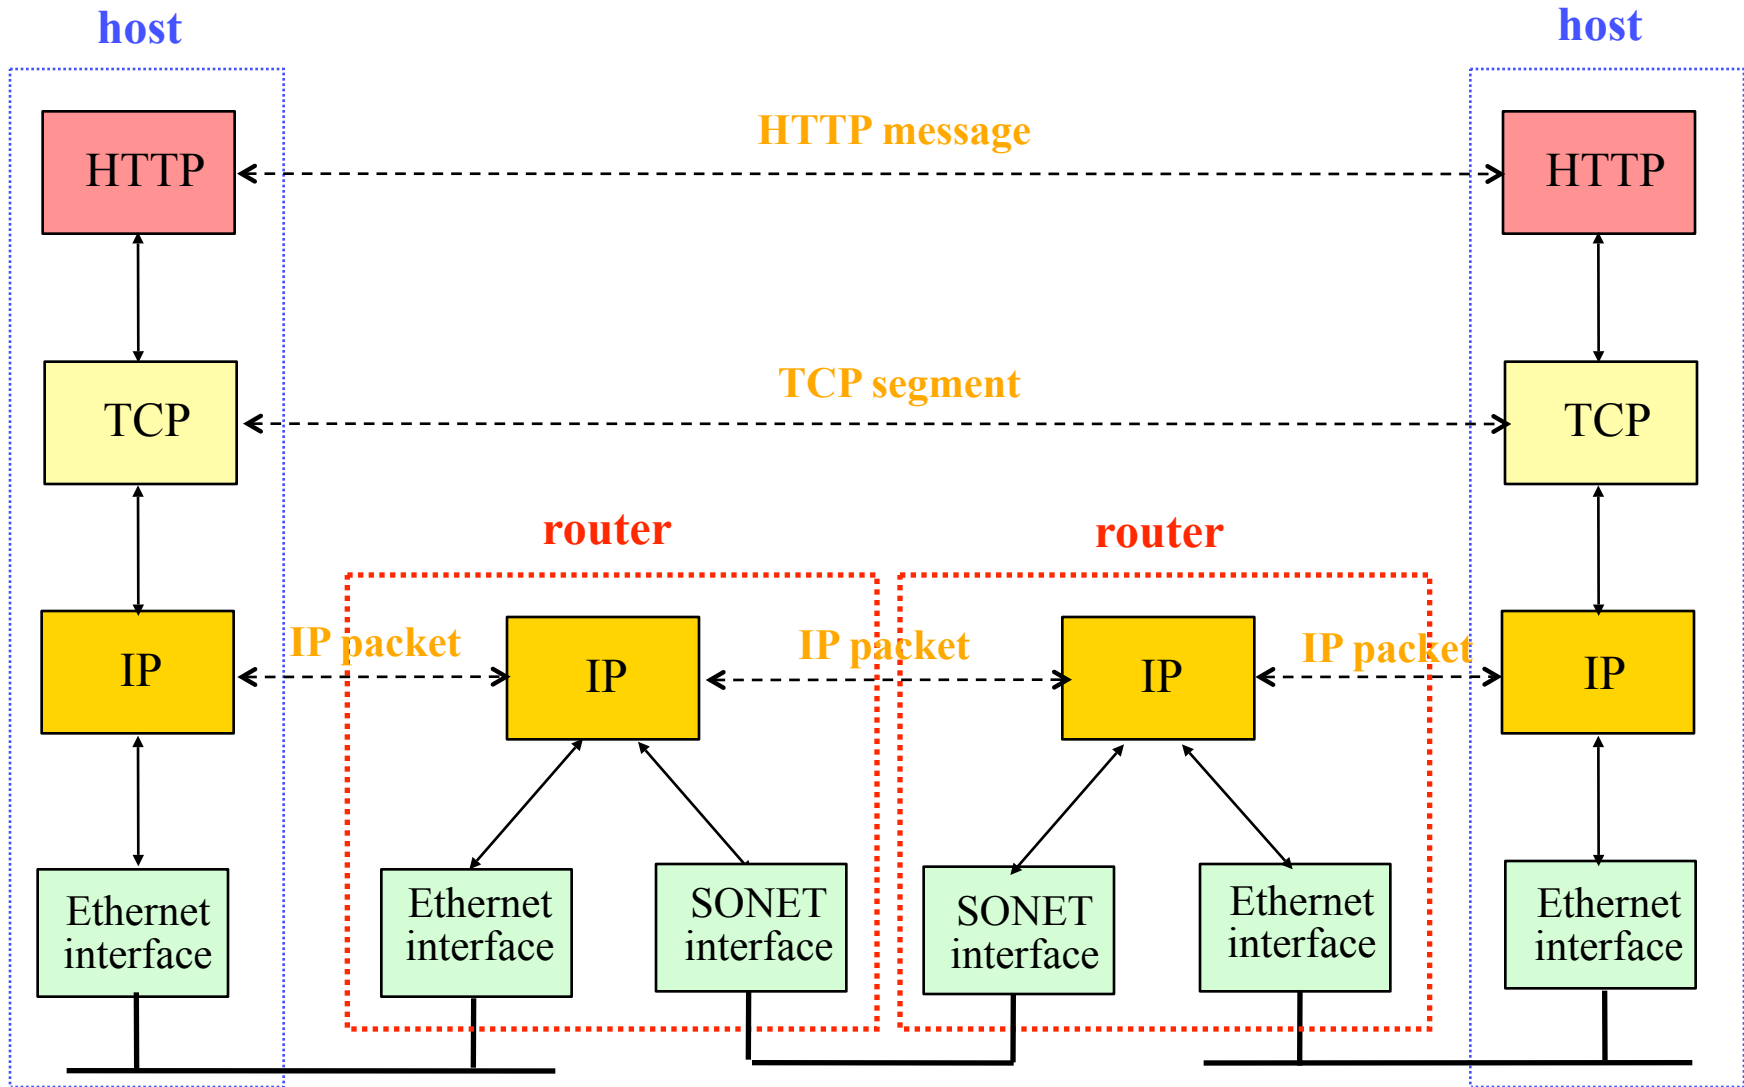 host
host
HTTP
HTTP message
HTTP
TCP
TCP segment
TCP
router
router
IP
IP packet
IP
IP packet
IP
IP packet
IP
Ethernet
interface
Ethernet
interface
SONET
interface
SONET
interface
Ethernet
interface
Ethernet
interface